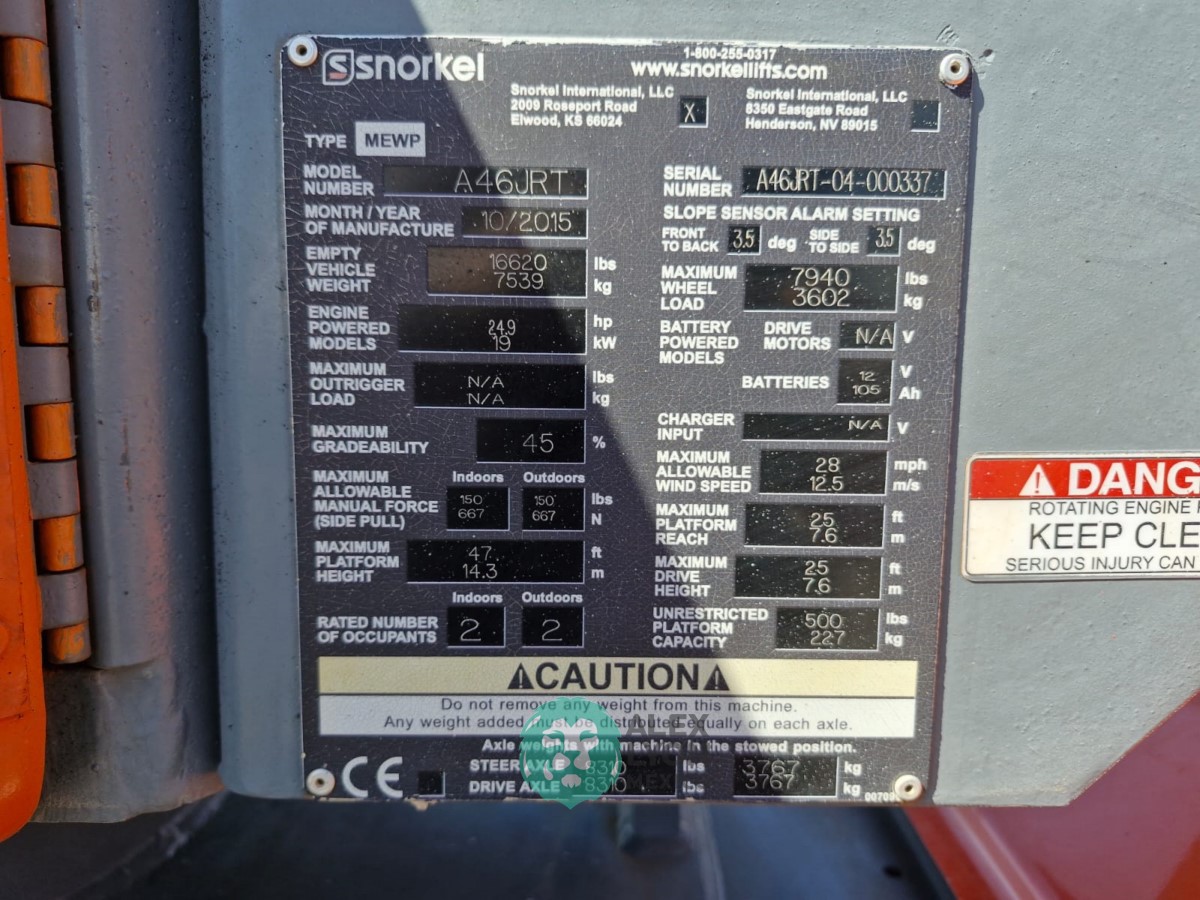 snorkel
1-800-255-0317
www.snorkellifts.com
Snorkel International, LLC
2009 Roseport Road
Elwood, KS 66024
X
Snorkel International, LLC
8350 Eastgate Road
Henderson, NV 89015
TYPE MEWP
MODEL
NUMBER A46JRT
MONTH / YEAR
OF MANUFACTURE 10/2015
EMPTY
VEHICLE
WEIGHT
16620 lbs
7539 kg
ENGINE
POWERED
MODELS
24.9 hp
19 kW
MAXIMUM
OUTRIGGER
LOAD
N/A lbs
N/A kg
MAXIMUM
GRADEABILITY 45 %
MAXIMUM
ALLOWABLE
MANUAL FORCE
(SIDE PULL)
Indoors Outdoors
150 150 lbs
667 667 N
MAXIMUM
PLATFORM
HEIGHT
47 ft
14.3 m
Indoors Outdoors
RATED NUMBER
OF OCCUPANTS 2 2
SERIAL
NUMBER A46JRT-04-000337
SLOPE SENSOR ALARM SETTING
FRONT
TO BACK 3.5 deg
SIDE
TO SIDE 3.5 deg
MAXIMUM
WHEEL
LOAD
7940 lbs
3602 kg
BATTERY
POWERED
MODELS
DRIVE
MOTORS N/A V
BATTERIES
12 V
105 Ah
CHARGER
INPUT N/A V
MAXIMUM
ALLOWABLE
WIND SPEED
28 mph
12.5 m/s
MAXIMUM
PLATFORM
REACH
25 ft
7.6 m
MAXIMUM
DRIVE
HEIGHT
25 ft
7.6 m
UNRESTRICTED
PLATFORM
CAPACITY
500 lbs
227 kg
CAUTION
Do not remove any weight from this machine.
Any weight added must be distributed equally on each axle.
Axle weights with machine in the stowed position.
STEER AXLE 8310 lbs 3767 kg
DRIVE AXLE 8310 lbs 3767 kg
CE
ALEX
DANG
ROTATING ENGINE
KEEP CLE
SERIOUS INJURY CAN